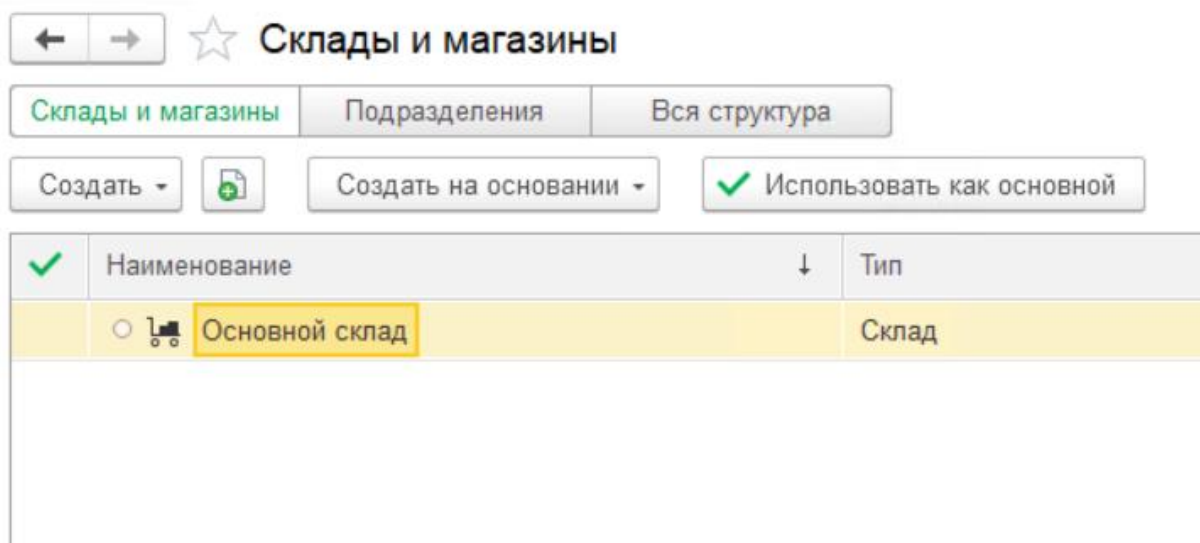 Склады и магазины
Склады и магазины Подразделения Вся структура
Создать Создать на основании Использовать как основной
Наименование ↓ Тип
Основной склад Склад